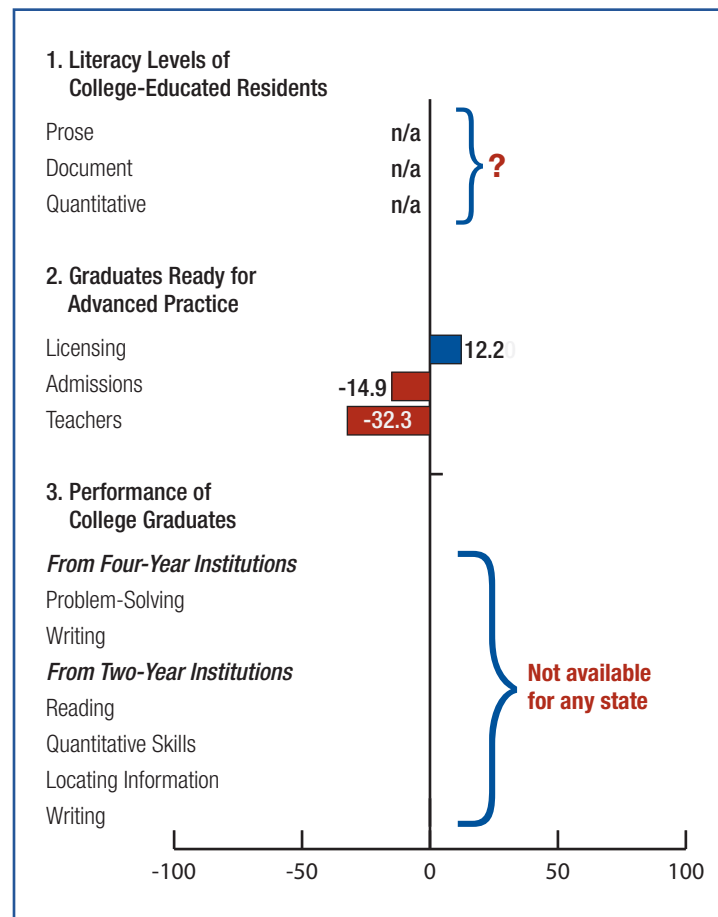 1. Literacy Levels of
College-Educated Residents
Prose n/a
Document n/a
Quantitative n/a
?
2. Graduates Ready for
Advanced Practice
Licensing 12.20
Admissions -14.9
Teachers -32.3
3. Performance of
College Graduates
From Four-Year Institutions
Problem-Solving
Writing
From Two-Year Institutions
Reading
Quantitative Skills
Locating Information
Writing
Not available
for any state
-100 -50 0 50 100